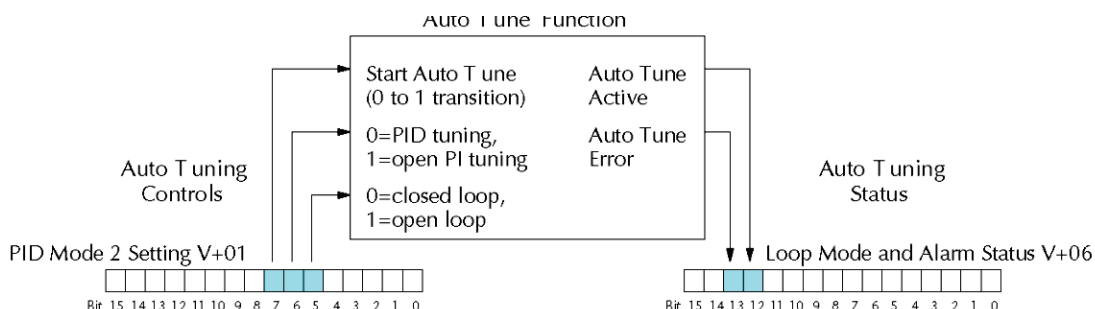 Auto Tune Function
Start Auto Tune
(0 to 1 transition)
Auto Tune
Active
0=PID tuning,
1=open PI tuning
Auto Tune
Error
0=closed loop,
1=open loop
Auto Tuning
Controls
Auto Tuning
Status
PID Mode 2 Setting V+01
Loop Mode and Alarm Status V+06
Bit 15 14 13 12 11 10 9 8 7 6 5 4 3 2 1 0
Bit 15 14 13 12 11 10 9 8 7 6 5 4 3 2 1 0